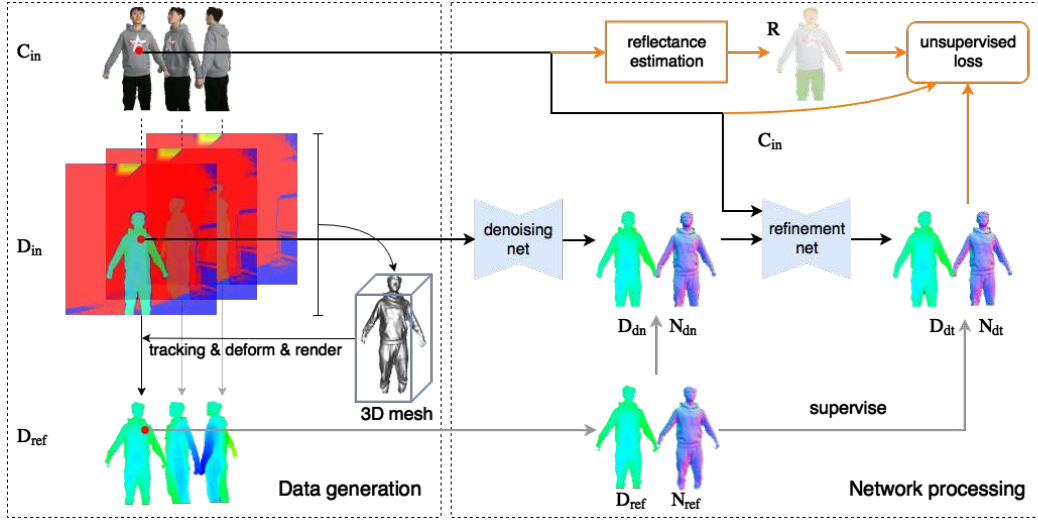 C_in
reflectance
estimation
R
unsupervised
loss
C_in
D_in
denoising
net
refinement
net
D_dn N_dn
D_dt N_dt
tracking & deform & render
3D mesh
supervise
D_ref
D_ref N_ref
Data generation
Network processing